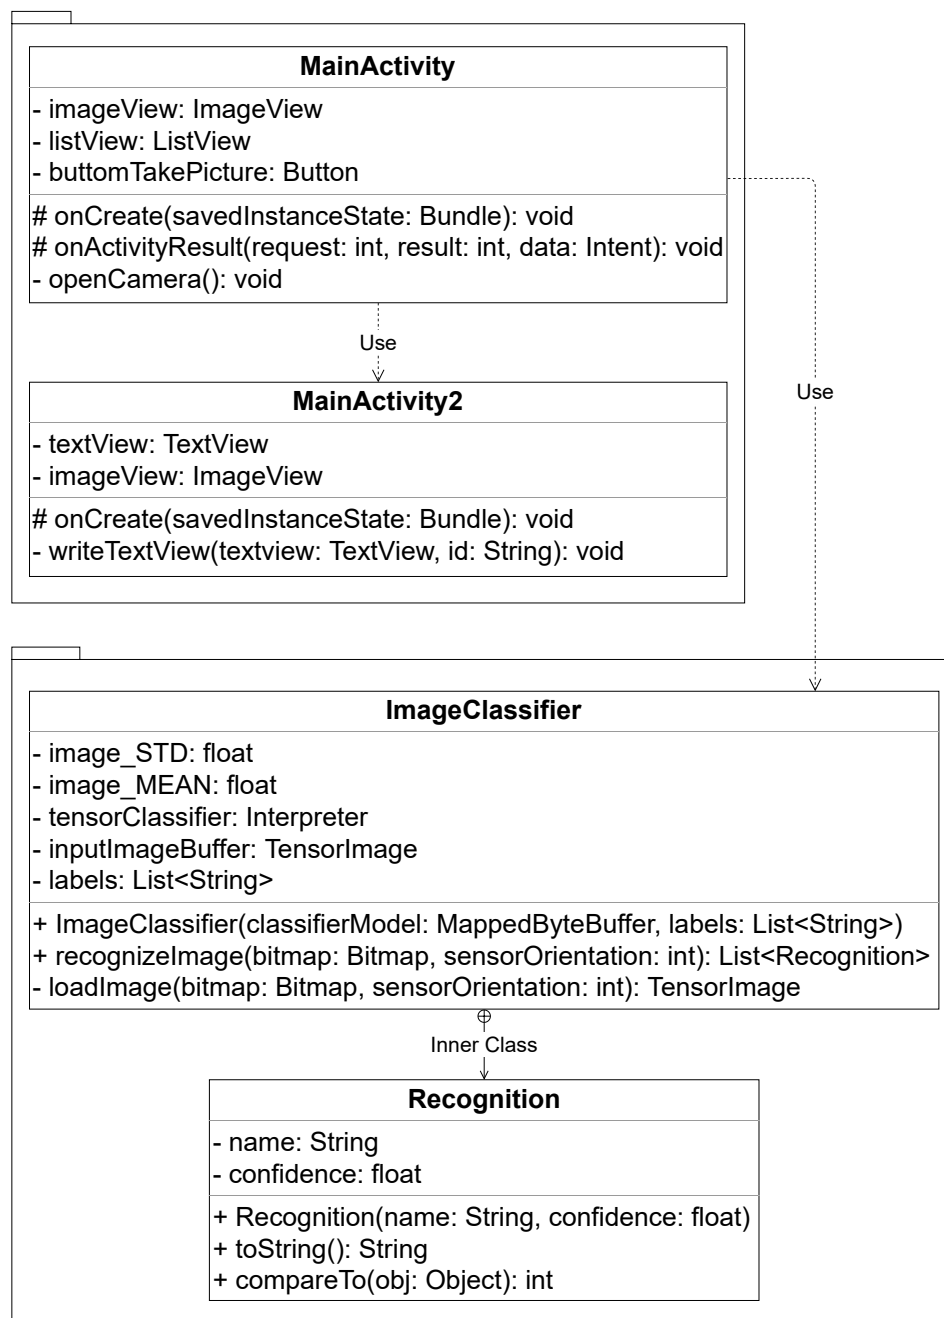 MainActivity
- imageView: ImageView
- listView: ListView
- buttomTakePicture: Button
# onCreate(savedInstanceState: Bundle): void
# onActivityResult(request: int, result: int, data: Intent): void
- openCamera(): void
Use
MainActivity2
- textView: TextView
- imageView: ImageView
# onCreate(savedInstanceState: Bundle): void
- writeTextView(textview: TextView, id: String): void
Use
ImageClassifier
- image_STD: float
- image_MEAN: float
- tensorClassifier: Interpreter
- inputImageBuffer: TensorImage
- labels: List<String>
+ ImageClassifier(classifierModel: MappedByteBuffer, labels: List<String>)
+ recognizeImage(bitmap: Bitmap, sensorOrientation: int): List<Recognition>
- loadImage(bitmap: Bitmap, sensorOrientation: int): TensorImage
Inner Class
Recognition
- name: String
- confidence: float
+ Recognition(name: String, confidence: float)
+ toString(): String
+ compareTo(obj: Object): int